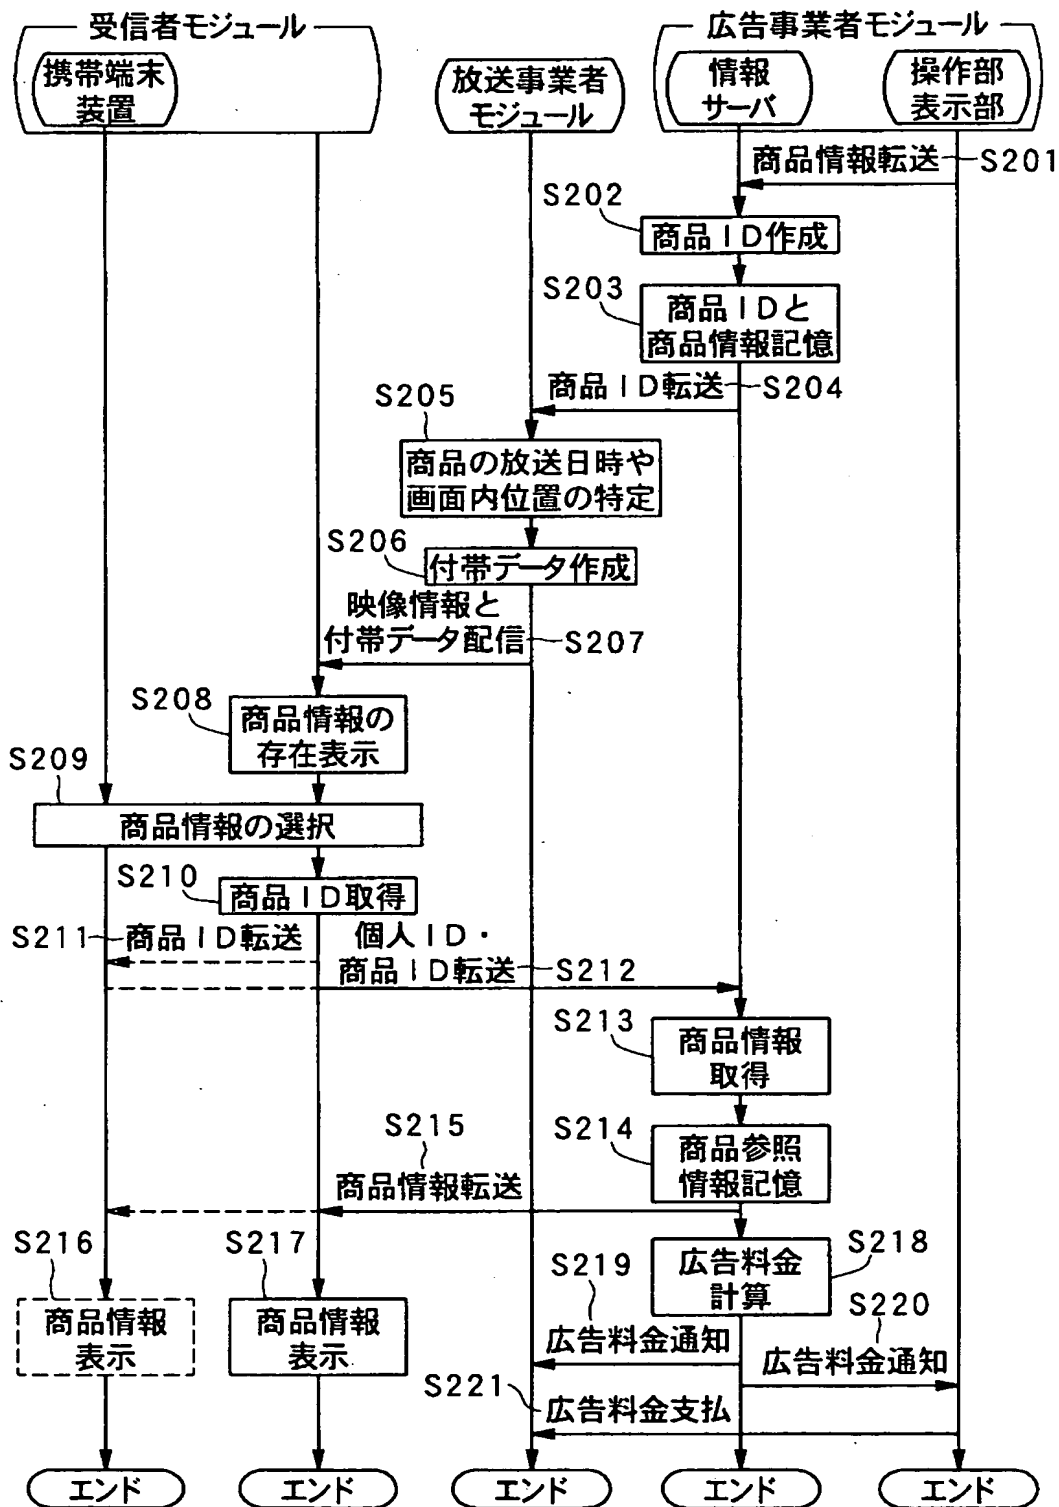 受信者モジュール
広告事業者モジュール
携帯端末
装置
放送事業者
モジュール
情報
サーバ
操作部
表示部
商品情報転送
S201
S202
商品ID作成
S203
商品IDと
商品情報記憶
商品ID転送
S204
S205
商品の放送日時や
画面内位置の特定
S206
付帯データ作成
映像情報と
付帯データ配信
S207
S208
商品情報の
存在表示
S209
商品情報の選択
S210
商品ID取得
S211
商品ID転送
個人ID・
商品ID転送
S212
S213
商品情報
取得
S214
商品参照
情報記憶
S215
商品情報転送
S216
商品情報
表示
S217
商品情報
表示
S218
広告料金
計算
S219
広告料金通知
S220
広告料金通知
S221
広告料金支払
エンド
エンド
エンド
エンド
エンド